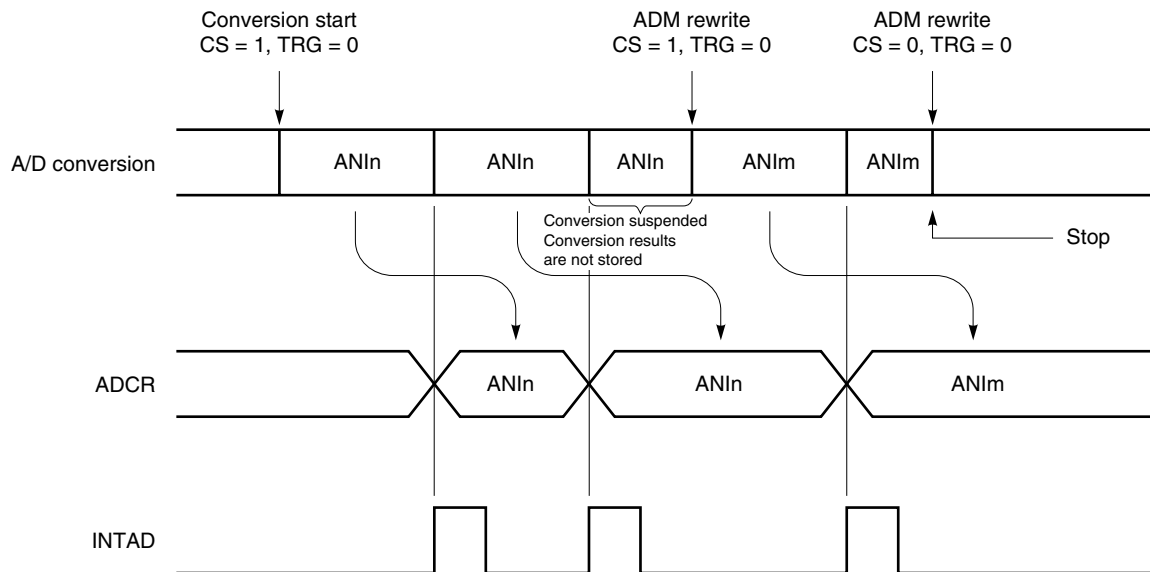 Conversion start
CS = 1, TRG = 0
ADM rewrite
CS = 1, TRG = 0
ADM rewrite
CS = 0, TRG = 0
A/D conversion
ANIn
ANIn
ANIn
ANIm
ANIm
Conversion suspended
Conversion results
are not stored
Stop
ADCR
ANIn
ANIn
ANIm
INTAD